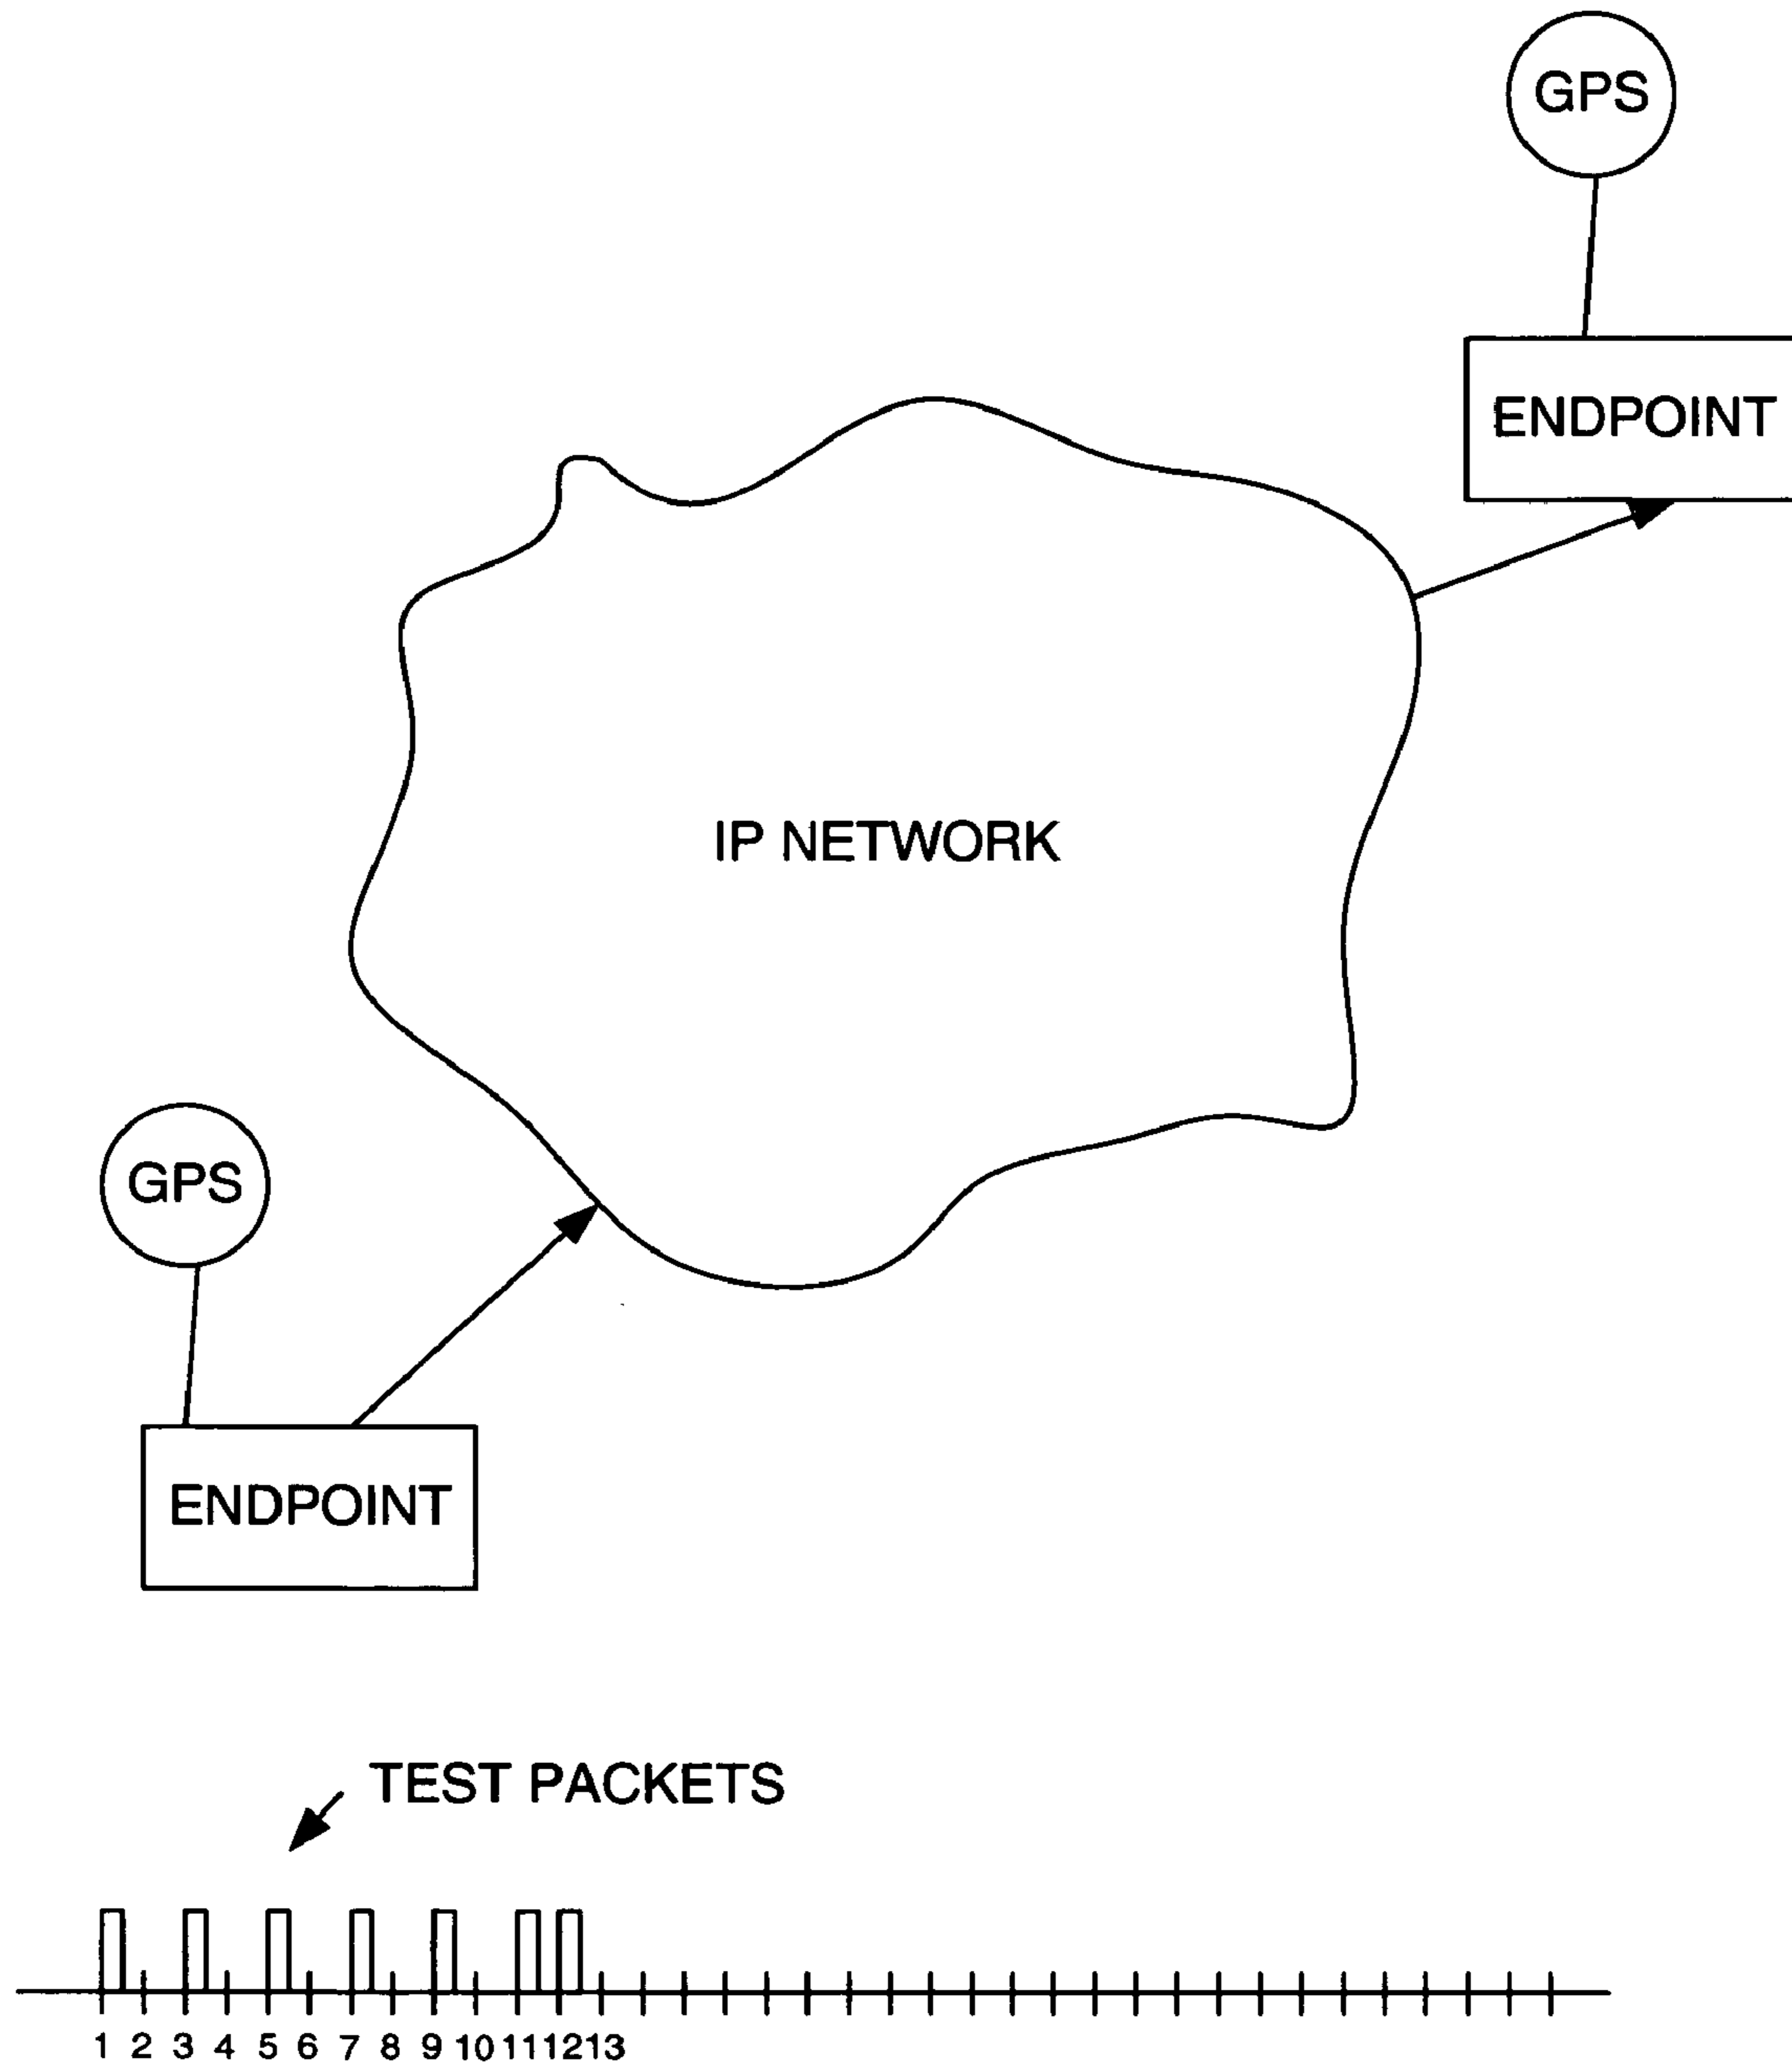 GPS
ENDPOINT
IP NETWORK
GPS
ENDPOINT
TEST PACKETS
1 2 3 4 5 6 7 8 9 10 11 12 13